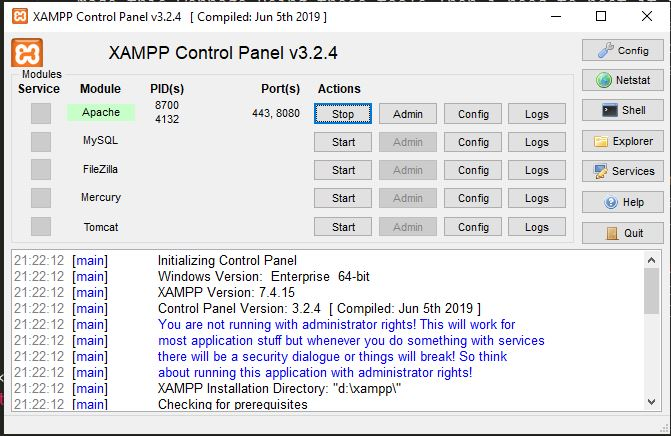 XAMPP Control Panel v3.2.4 [ Compiled: Jun 5th 2019 ]
XAMPP Control Panel v3.2.4
Modules
Service Module PID(s) Port(s) Actions
Apache 8700 4132 443, 8080 Stop Admin Config Logs
MySQL Start Admin Config Logs
FileZilla Start Admin Config Logs
Mercury Start Admin Config Logs
Tomcat Start Admin Config Logs
Config
Netstat
Shell
Explorer
Services
Help
Quit
21:22:12 [main] Initializing Control Panel
21:22:12 [main] Windows Version: Enterprise 64-bit
21:22:12 [main] XAMPP Version: 7.4.15
21:22:12 [main] Control Panel Version: 3.2.4 [ Compiled: Jun 5th 2019 ]
21:22:12 [main] You are not running with administrator rights! This will work for
21:22:12 [main] most application stuff but whenever you do something with services
21:22:12 [main] there will be a security dialogue or things will break! So think
21:22:12 [main] about running this application with administrator rights!
21:22:12 [main] XAMPP Installation Directory: "d:\xampp\"
21:22:12 [main] Checking for prerequisites